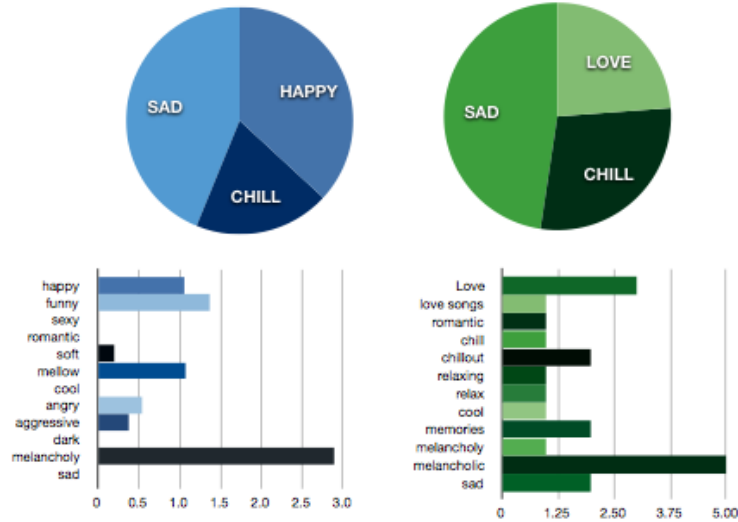 SAD
HAPPY
CHILL
LOVE
SAD
CHILL
happy
funny
sexy
romantic
soft
mellow
cool
angry
aggressive
dark
melancholy
sad
0 0.5 1.0 1.5 2.0 2.5 3.0
Love
love songs
romantic
chill
chillout
relaxing
relax
cool
memories
melancholy
melancholic
sad
0 1.25 2.50 3.75 5.00